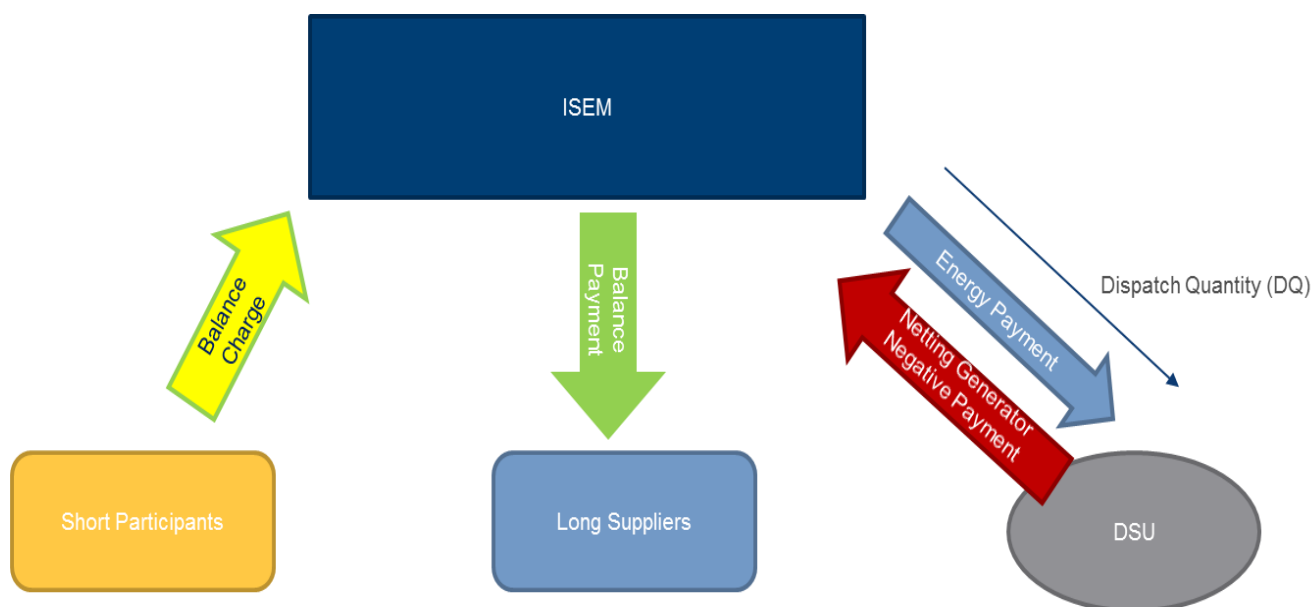 ISEM
Balance
Charge
Balance
Payment
Energy Payment
Netting Generator
Negative Payment
Dispatch Quantity (DQ)
Short Participants
Long Suppliers
DSU